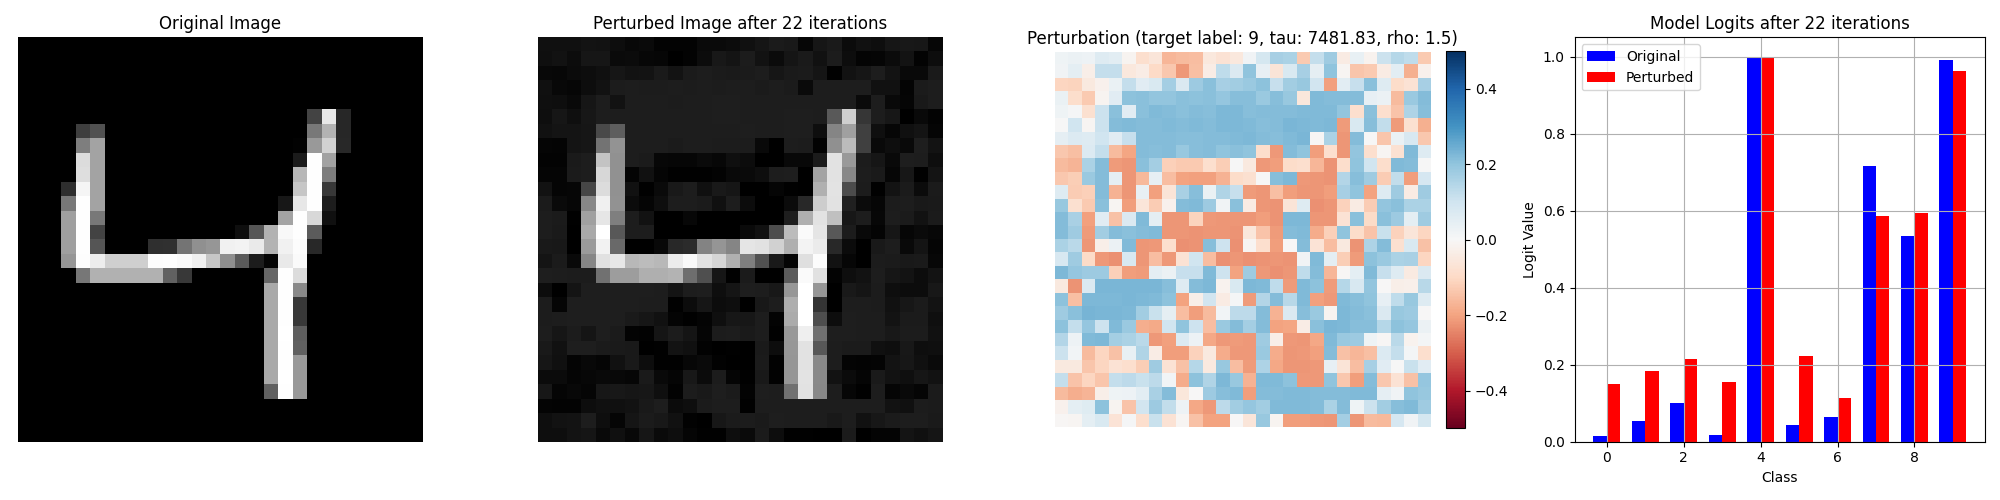 Original Image
4
Perturbed Image after 22 iterations
4
Perturbation (target label: 9, tau: 7481.83, rho: 1.5)
0.4
0.2
0.0
−0.2
−0.4
Model Logits after 22 iterations
Original
Perturbed
Logit Value
1.0
0.8
0.6
0.4
0.2
0.0
0 2 4 6 8
Class